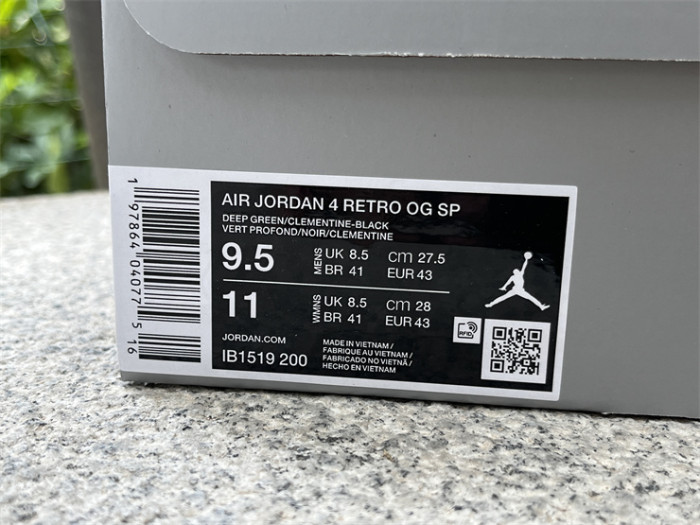 AIR JORDAN 4 RETRO OG SP
DEEP GREEN/CLEMENTINE-BLACK
VERT PROFOND/NOIR/CLEMENTINE
9.5 MENS UK 8.5 cm 27.5
BR 41 EUR 43
11 WMNS UK 8.5 cm 28
BR 41 EUR 43
JORDAN.COM
IB1519 200
MADE IN VIETNAM /
FABRIQUE AU VIETNAM /
FABRICADO NO VIETNÃ /
HECHO EN VIETNAM
RFID
1 97864 04077 5 16